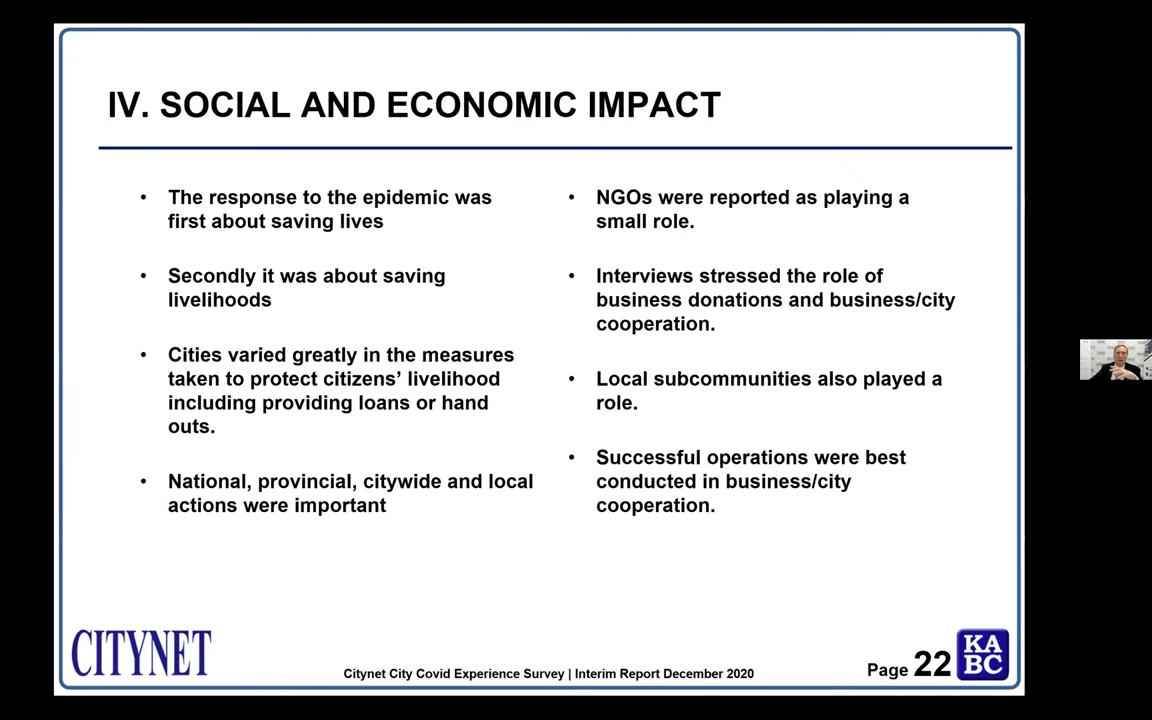 IV. SOCIAL AND ECONOMIC IMPACT
• The response to the epidemic was
first about saving lives
• Secondly it was about saving
livelihoods
• Cities varied greatly in the measures
taken to protect citizens’ livelihood
including providing loans or hand
outs.
• National, provincial, citywide and local
actions were important
• NGOs were reported as playing a
small role.
• Interviews stressed the role of
business donations and business/city
cooperation.
• Local subcommunities also played a
role.
• Successful operations were best
conducted in business/city
cooperation.
CITYNET
Citynet City Covid Experience Survey | Interim Report December 2020
Page 22
KA
BC